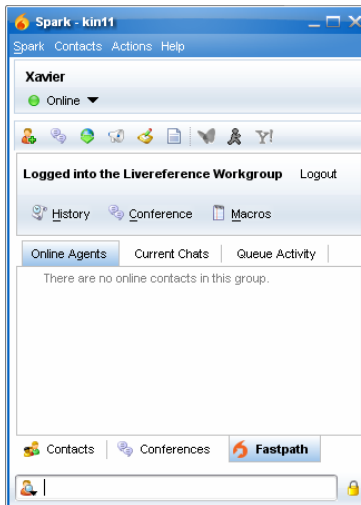 Spark - kin11
Spark Contacts Actions Help
Xavier
Online
Y!
Logged into the Livereference Workgroup Logout
History Conference Macros
Online Agents Current Chats Queue Activity
There are no online contacts in this group.
Contacts Conferences Fastpath